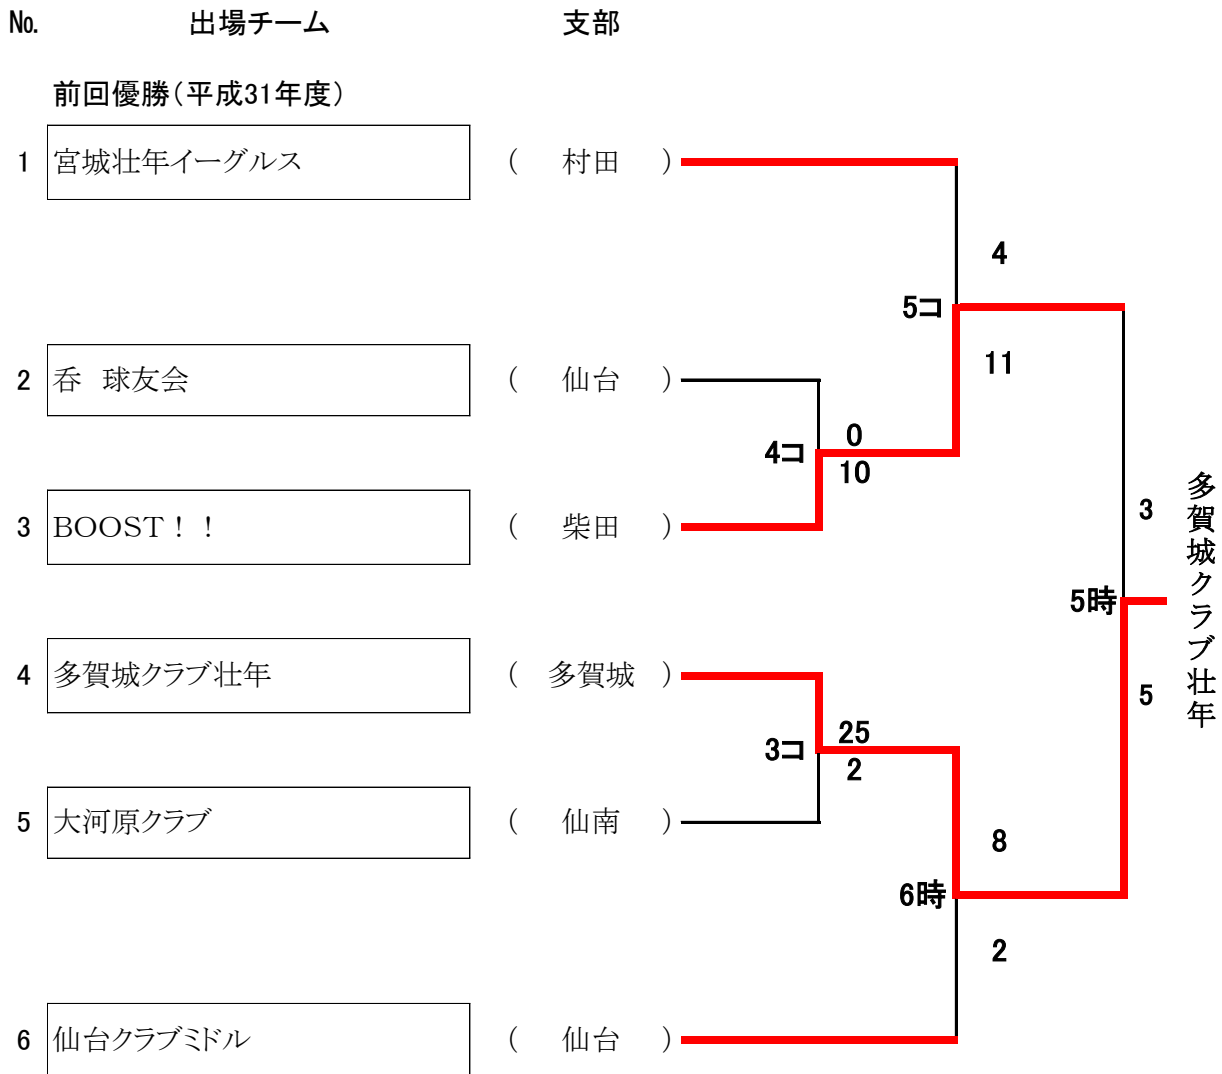 No. 出場チーム 支部
前回優勝（平成31年度）
1 宮城壮年イーグルス （ 村田 ）
4
5コ
11
2 呑 球友会 （ 仙台 ）
0
4コ
10
3 BOOST！！ （ 柴田 ）
3
5時
多賀城クラブ壮年
5
4 多賀城クラブ壮年 （ 多賀城 ）
25
3コ
2
5 大河原クラブ （ 仙南 ）
8
6時
2
6 仙台クラブミドル （ 仙台 ）